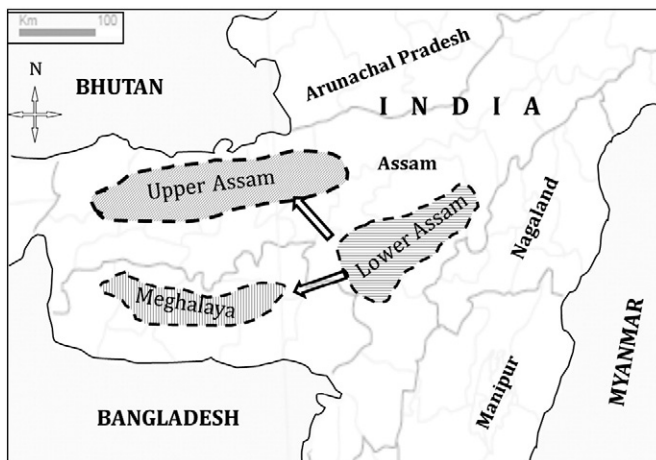 Km 100
N
BHUTAN
Arunachal Pradesh
I N D I A
Upper Assam
Assam
Lower Assam
Nagaland
Meghalaya
MYANMAR
Manipur
BANGLADESH